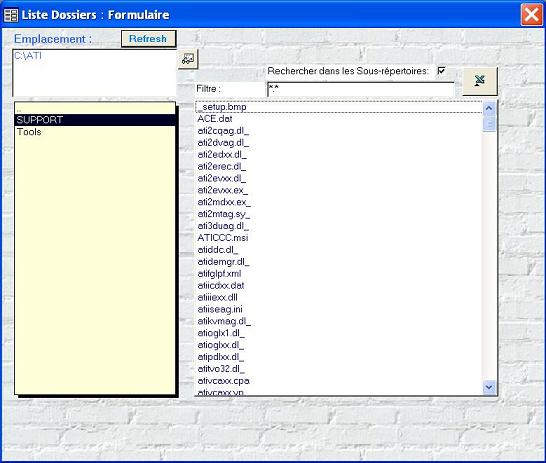 Liste Dossiers : Formulaire
Emplacement :
Refresh
C:\ATI
Rechercher dans les Sous-répertoires:
Filtre :
*.*
..
SUPPORT
Tools
_setup.bmp
ACE.dat
ati2cqag.dl_
ati2dvag.dl_
ati2edxx.dl_
ati2erec.dl_
ati2evxx.dl_
ati2evxx.ex_
ati2mdxx.ex_
ati2mtag.sy_
ati3duag.dl_
ATICCC.msi
atiddc.dl_
atidemgr.dl_
atifglpf.xml
atiicdxx.dat
atiiiexx.dll
atiiseag.ini
atikvmag.dl_
atioglx1.dl_
atioglxx.dl_
atipdlxx.dl_
atitvo32.dl_
ativcaxx.cpa
ativcaxx.vp